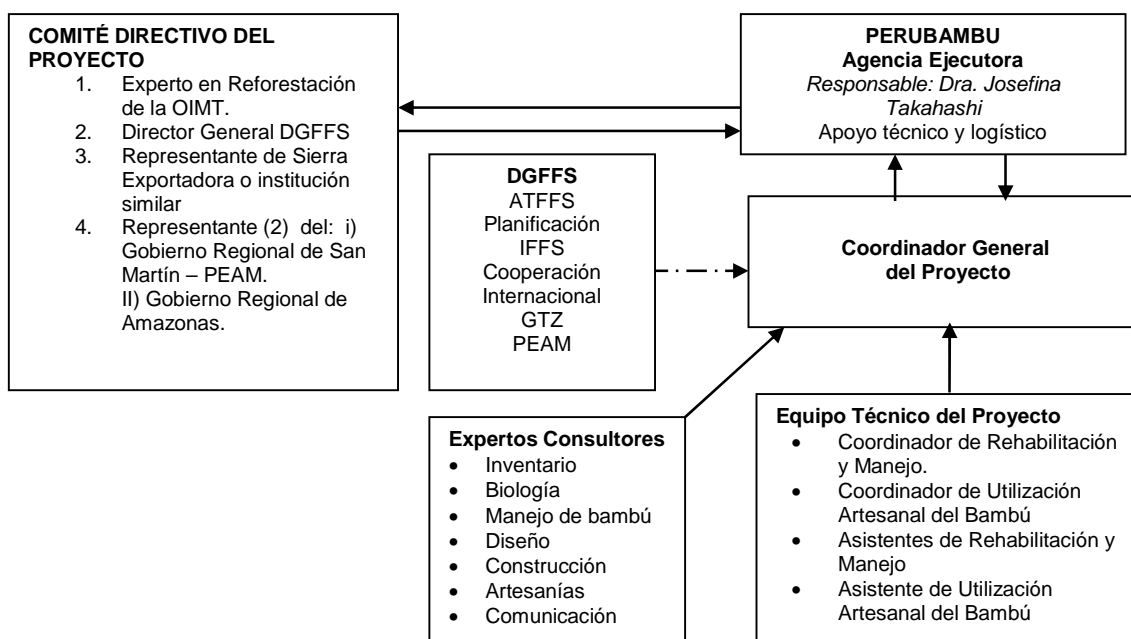 COMITÉ DIRECTIVO DEL
PROYECTO
1. Experto en Reforestación
de la OIMT.
2. Director General DGFFS
3. Representante de Sierra
Exportadora o institución
similar
4. Representante (2) del: i)
Gobierno Regional de San
Martín – PEAM.
II) Gobierno Regional de
Amazonas.
PERUBAMBU
Agencia Ejecutora
Responsable: Dra. Josefina
Takahashi
Apoyo técnico y logístico
DGFFS
ATFFS
Planificación
IFFS
Cooperación
Internacional
GTZ
PEAM
Coordinador General
del Proyecto
Expertos Consultores
• Inventario
• Biología
• Manejo de bambú
• Diseño
• Construcción
• Artesanías
• Comunicación
Equipo Técnico del Proyecto
• Coordinador de Rehabilitación
y Manejo.
• Coordinador de Utilización
Artesanal del Bambú
• Asistentes de Rehabilitación y
Manejo
• Asistente de Utilización
Artesanal del Bambú